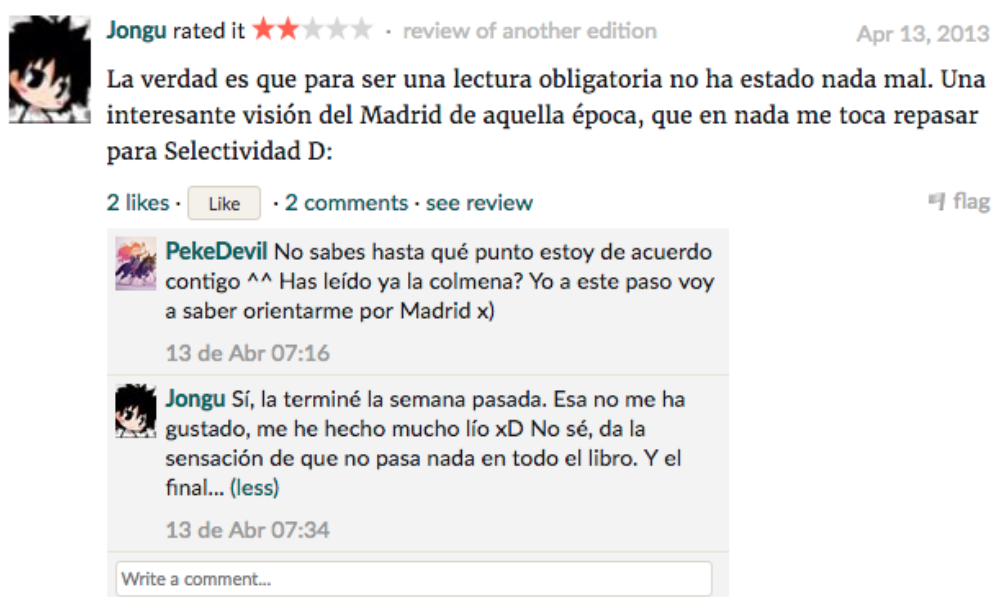 Jongu rated it · review of another edition Apr 13, 2013
La verdad es que para ser una lectura obligatoria no ha estado nada mal. Una
interesante visión del Madrid de aquella época, que en nada me toca repasar
para Selectividad D:
2 likes · Like · 2 comments · see review flag
PekeDevil No sabes hasta qué punto estoy de acuerdo
contigo ^^ Has leído ya la colmena? Yo a este paso voy
a saber orientarme por Madrid x)
13 de Abr 07:16
Jongu Sí, la terminé la semana pasada. Esa no me ha
gustado, me he hecho mucho lío xD No sé, da la
sensación de que no pasa nada en todo el libro. Y el
final... (less)
13 de Abr 07:34
Write a comment...